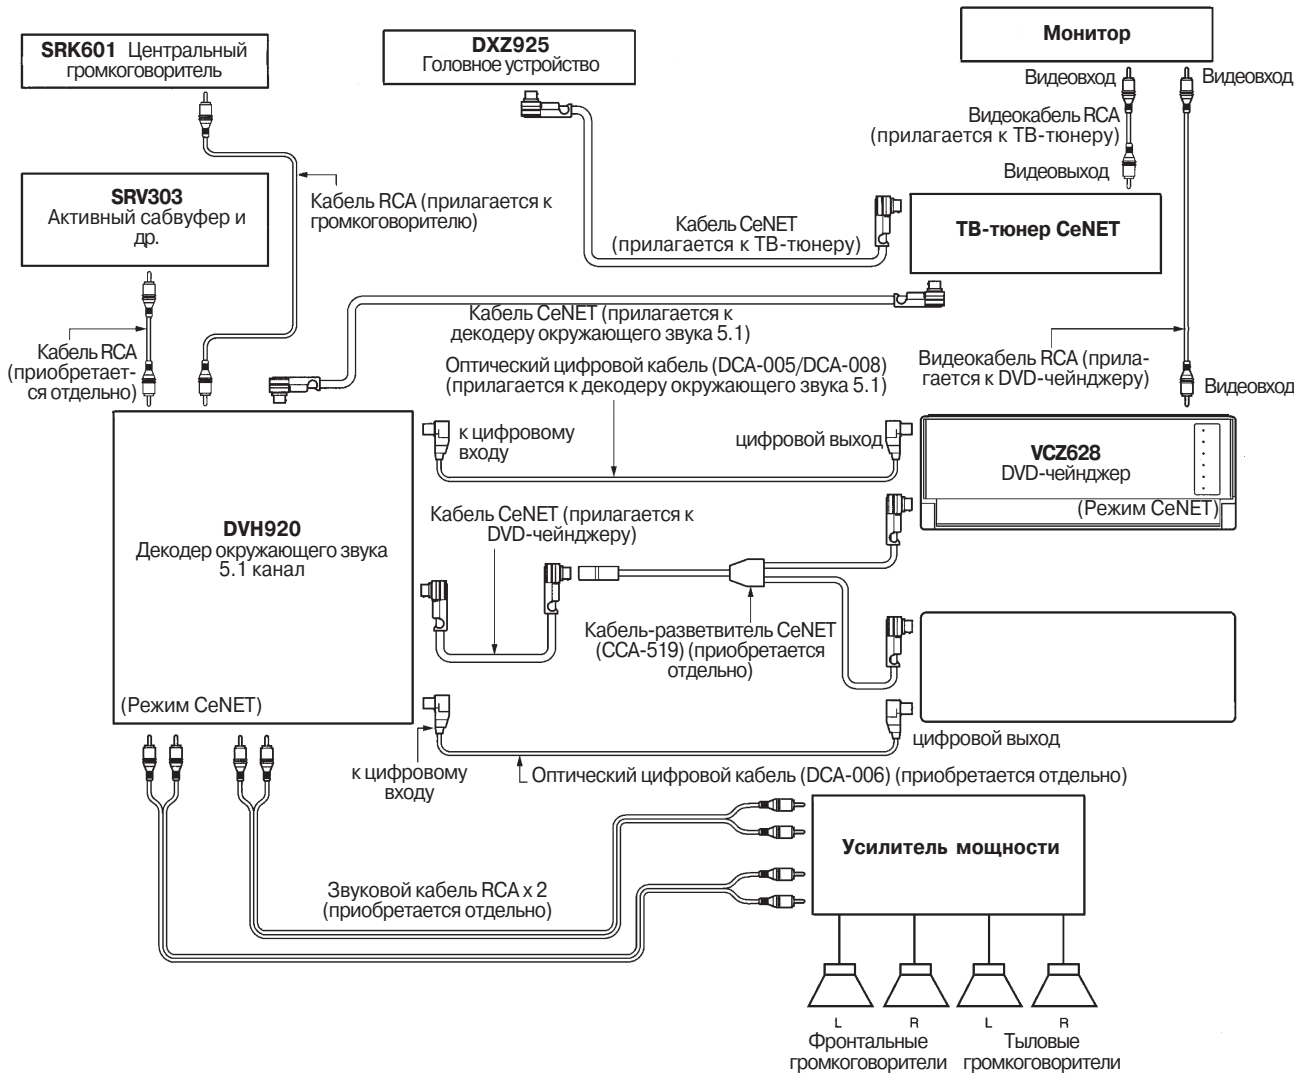 SRK601 Центральный
громкоговоритель
DXZ925
Головное устройство
Монитор
Видеовход
Видеовход
Видеокабель RCA
(прилагается к ТВ-тюнеру)
Видеовыход
SRV303
Активный сабвуфер и
др.
Кабель RCA (прилагается к
громкоговорителю)
Кабель CeNET
(прилагается к ТВ-тюнеру)
ТВ-тюнер CeNET
Кабель CeNET (прилагается к
декодеру окружающего звука 5.1)
Кабель RCA
(приобретает-
ся отдельно)
Оптический цифровой кабель (DCA-005/DCA-008)
(прилагается к декодеру окружающего звука 5.1)
Видеокабель RCA (прила-
гается к DVD-чейнджеру)
Видеовход
к цифровому
входу
цифровой выход
VCZ628
DVD-чейнджер
(Режим CeNET)
Кабель CeNET (прилагается к
DVD-чейнджеру)
DVH920
Декодер окружающего звука
5.1 канал
(Режим CeNET)
Кабель-разветвитель CeNET
(CCA-519) (приобретается
отдельно)
цифровой выход
к цифровому
входу
Оптический цифровой кабель (DCA-006) (приобретается отдельно)
Усилитель мощности
Звуковой кабель RCA x 2
(приобретается отдельно)
L R L R
Фронтальные
громкоговорители
Тыловые
громкоговорители